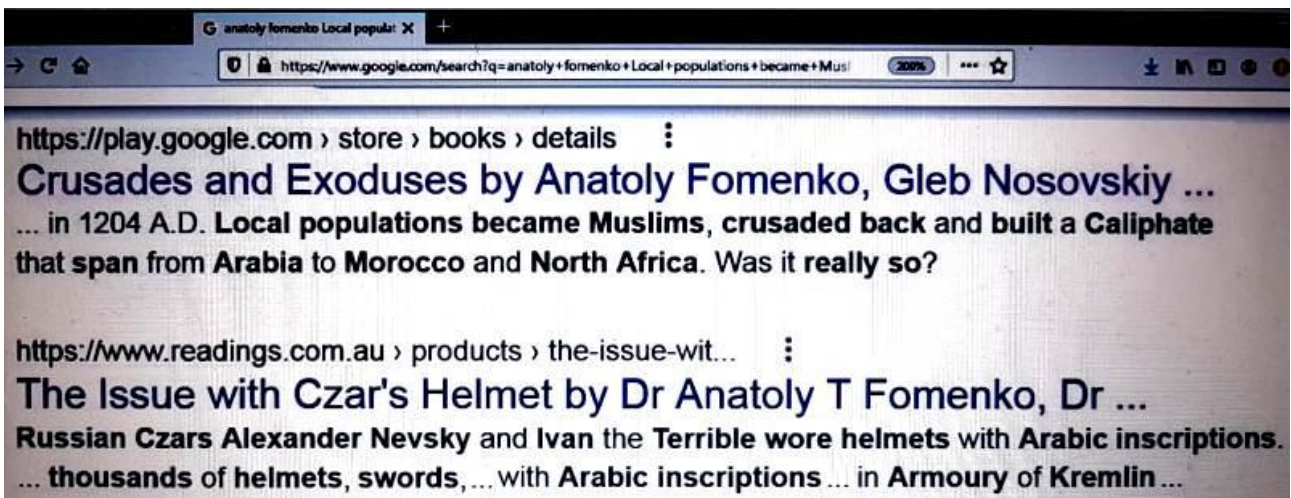 G anatoly fomenko Local populat X +
https://www.google.com/search?q=anatoly+fomenko+Local+populations+became+Musl 200% ...
https://play.google.com › store › books › details
Crusades and Exoduses by Anatoly Fomenko, Gleb Nosovskiy ...
... in 1204 A.D. Local populations became Muslims, crusaded back and built a Caliphate
that span from Arabia to Morocco and North Africa. Was it really so?
https://www.readings.com.au › products › the-issue-wit...
The Issue with Czar's Helmet by Dr Anatoly T Fomenko, Dr ...
Russian Czars Alexander Nevsky and Ivan the Terrible wore helmets with Arabic inscriptions.
... thousands of helmets, swords, ... with Arabic inscriptions ... in Armoury of Kremlin ...